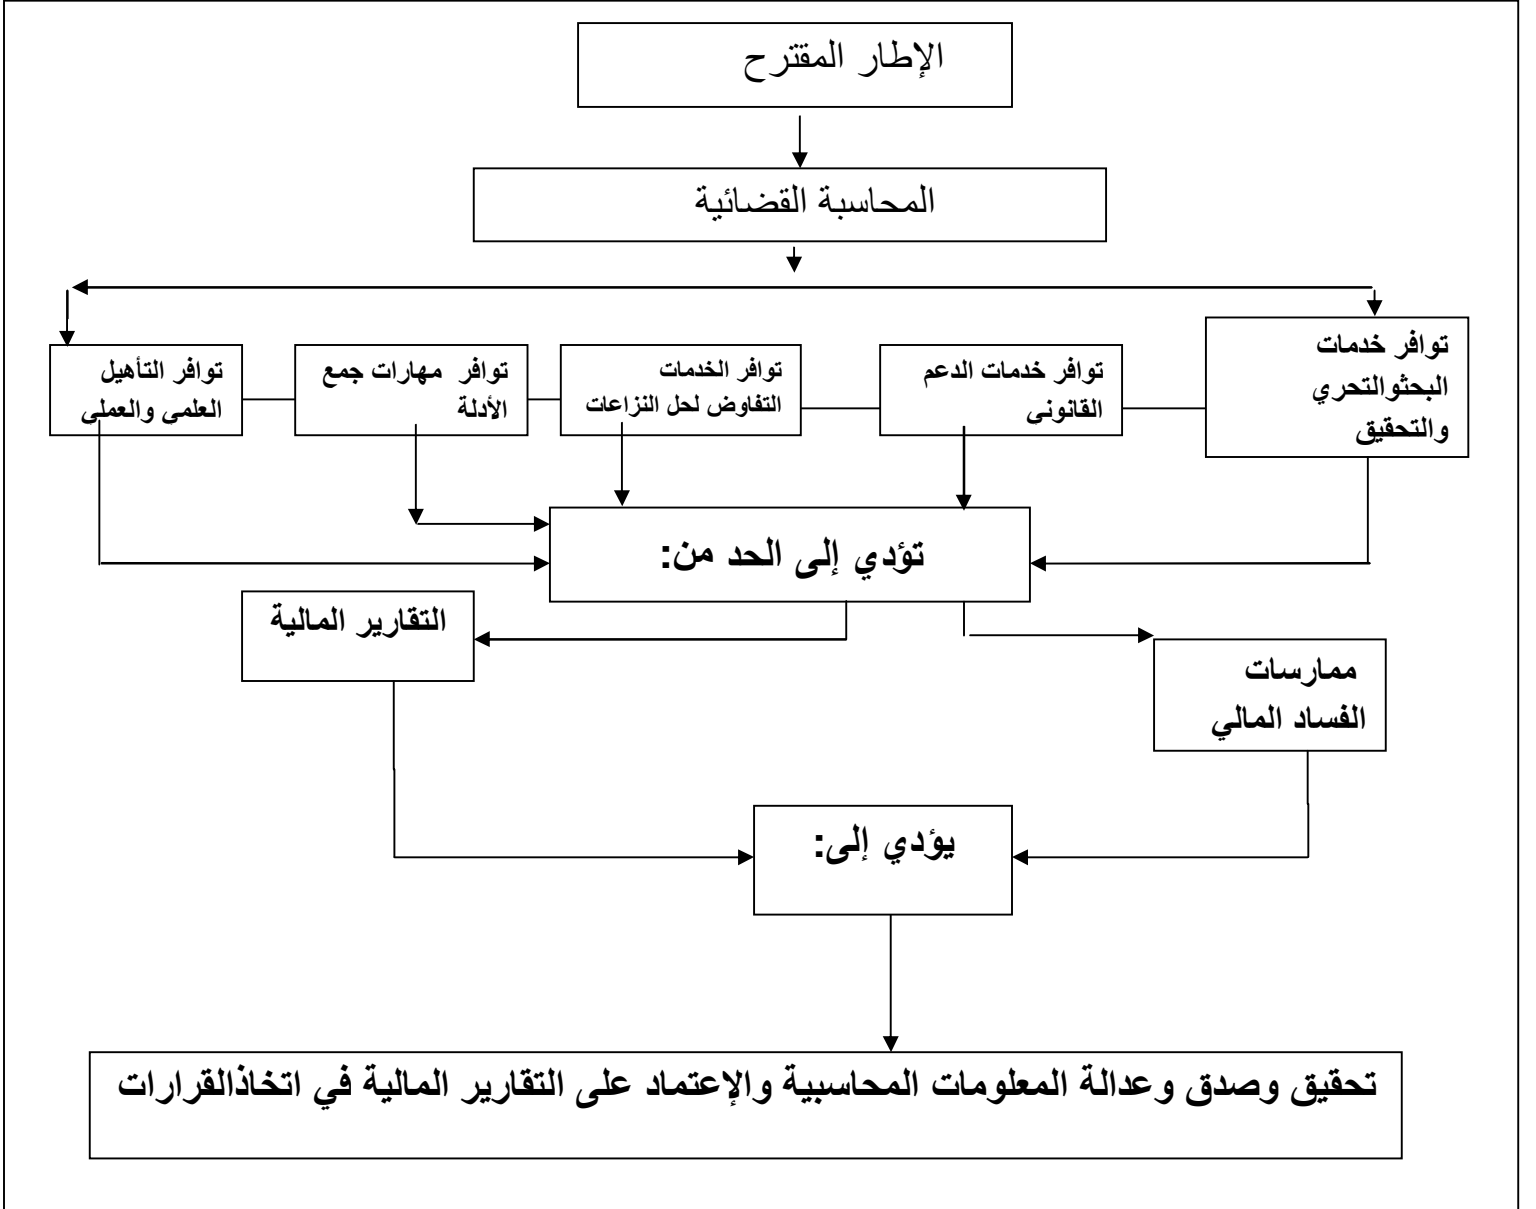 الإطار المقترح
المحاسبة القضائية
توافر خدمات
البحثوالتحري
والتحقيق
توافر خدمات الدعم
القانونى
توافر الخدمات
التفاوض لحل النزاعات
توافر مهارات جمع
الأدلة
توافر التأهيل
العلمى والعملى
تؤدي إلى الحد من:
ممارسات
الفساد المالي
التقارير المالية
يؤدي إلى:
تحقيق وصدق وعدالة المعلومات المحاسبية والإعتماد على التقارير المالية في اتخاذالقرارات